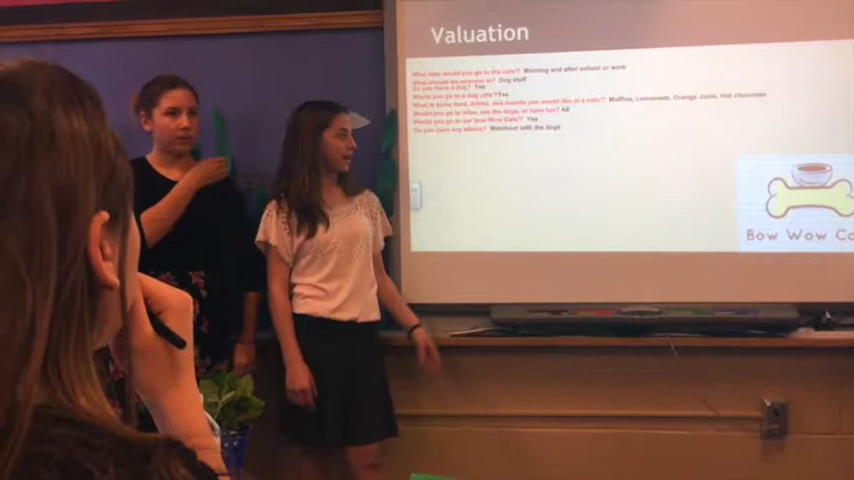 Valuation
What time would you go to the cafe? Morning and after school or work
What should we sponsor in? Dog stuff
Do you have a dog? Yes
Would you go to a dog cafe? Yes
What to some food, drinks, and sweets you would like at a cafe? Muffins, Lemonade, Orange Juice, Hot chocolate
Would you go to relax, see the dogs, or have fun? All
Would you go to our Bow Wow Cafe? Yes
Do you have any advice? Watchout with the dogs
Bow Wow Ca